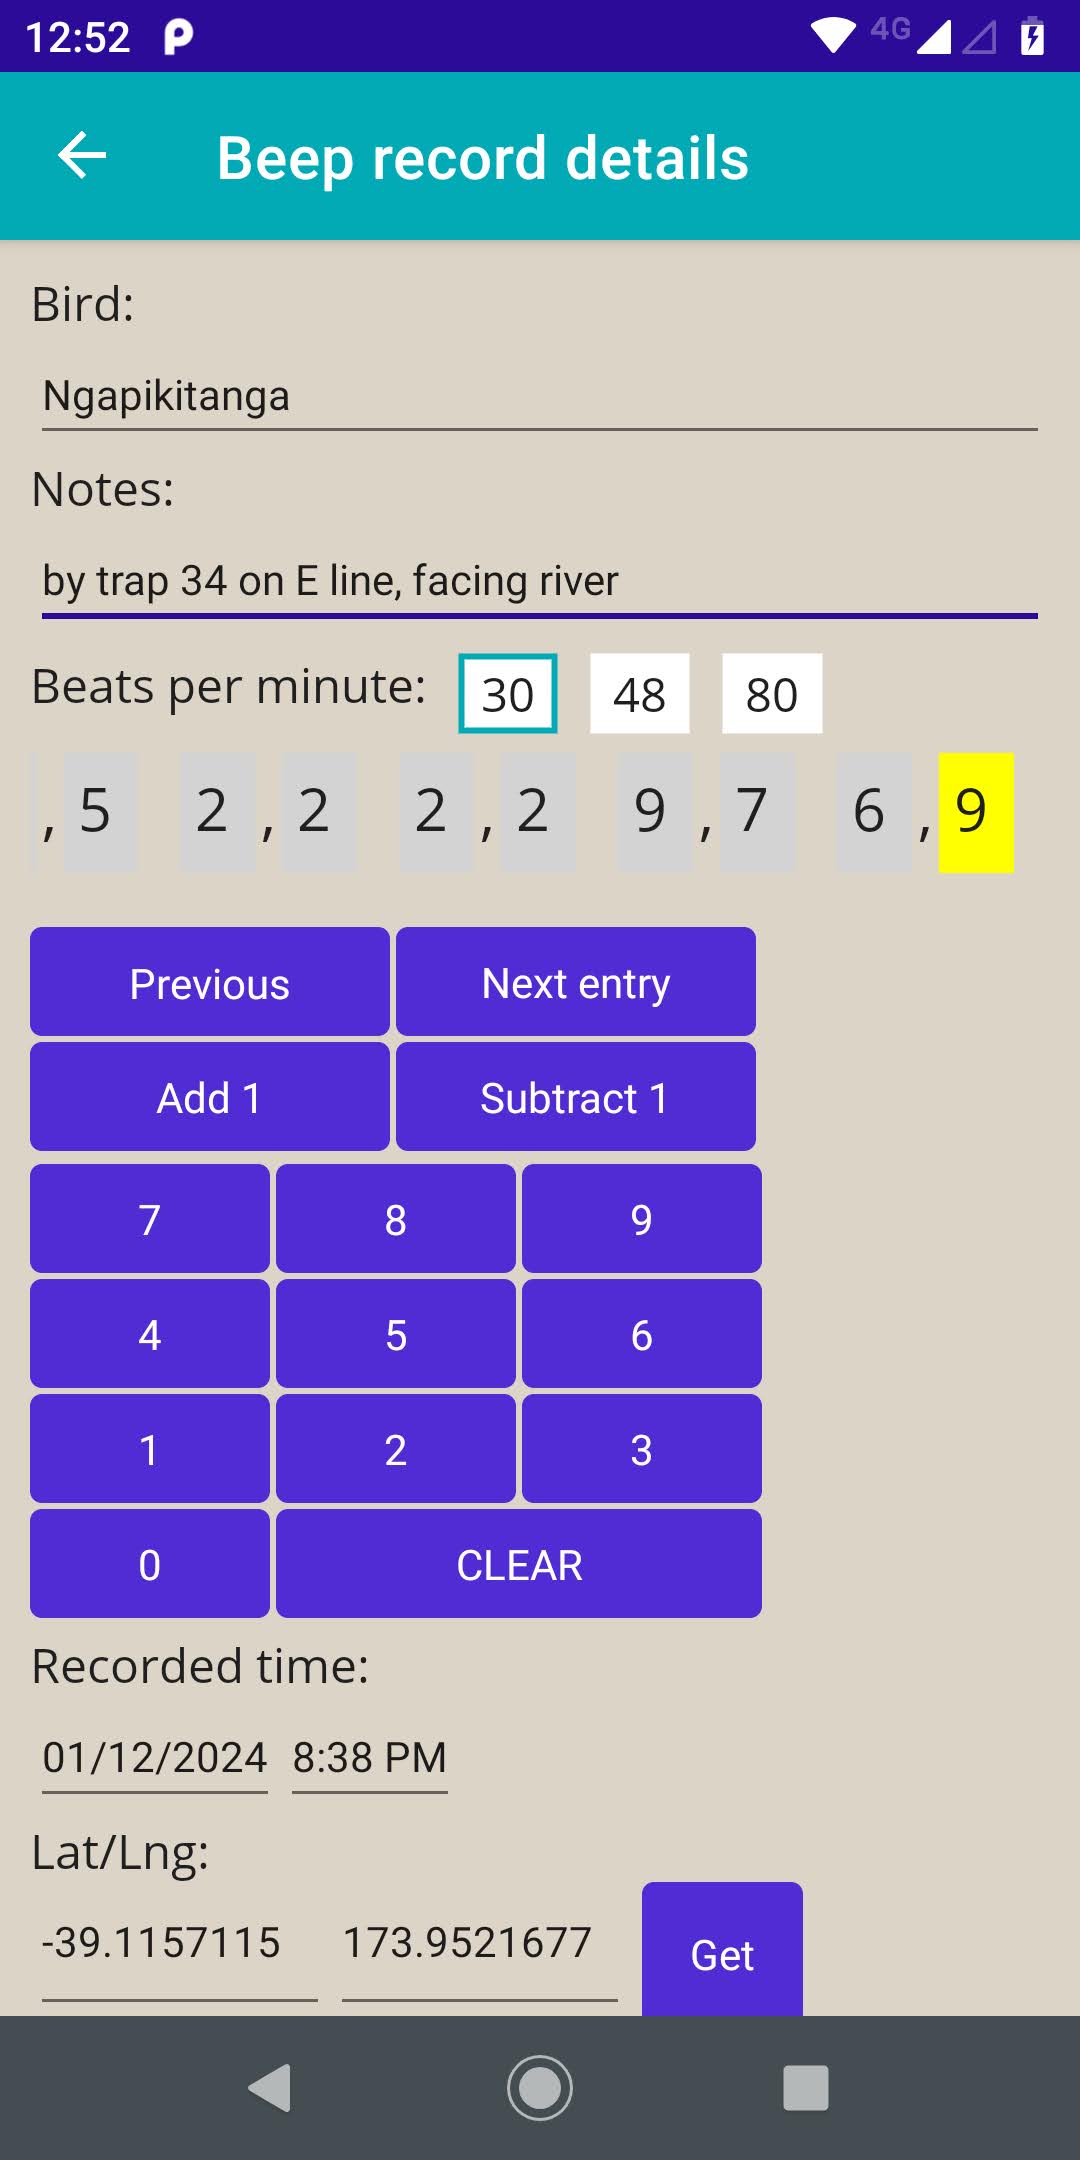 12:52 4G
Beep record details
Bird:
Ngapikitanga
Notes:
by trap 34 on E line, facing river
Beats per minute: 30 48 80
,5 2,2 2,2 9,7 6,9
Previous Next entry
Add 1 Subtract 1
7 8 9
4 5 6
1 2 3
0 CLEAR
Recorded time:
01/12/2024 8:38 PM
Lat/Lng:
-39.1157115 173.9521677 Get